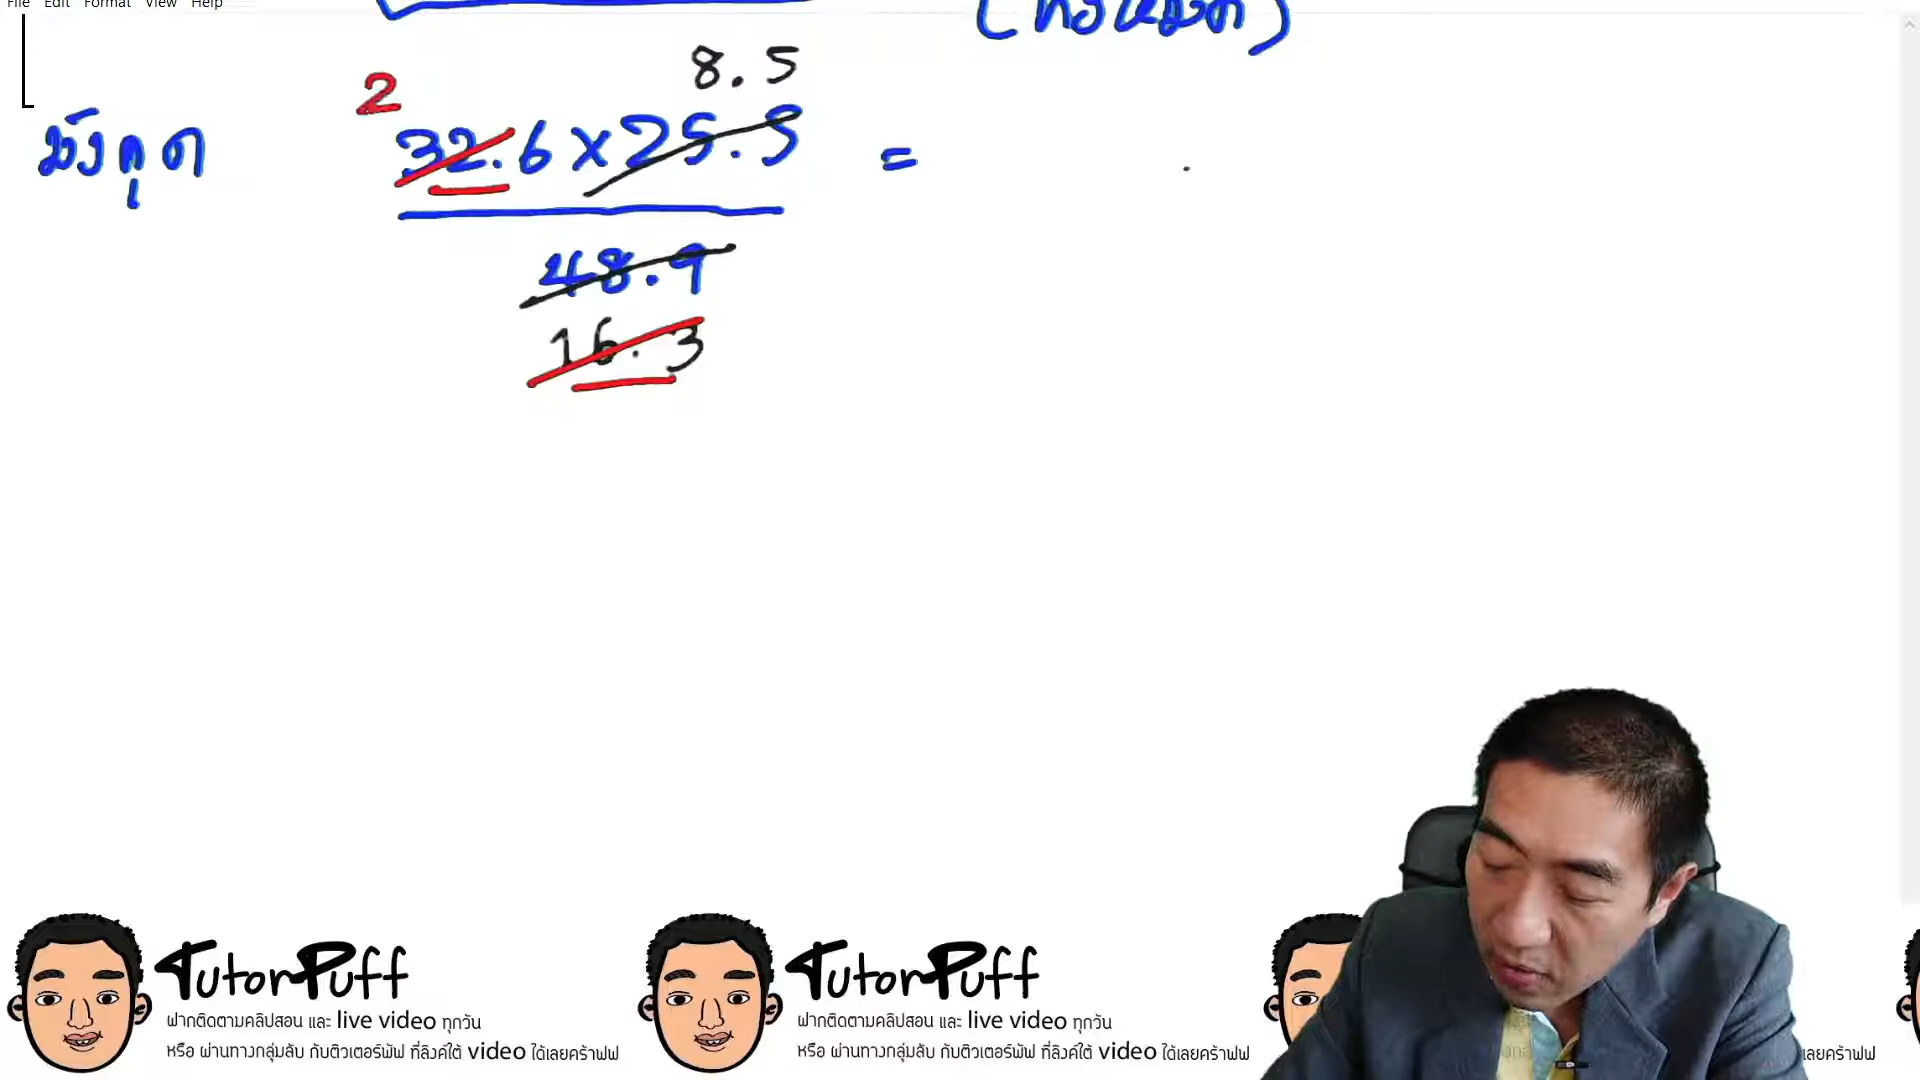 File Edit Format View Help
8.5
2
มังคุด 32.6 × 25.5 =
48.9
16.3
TutorPuff TutorPuff
ฝากติดตามคลิปสอน และ live video ทุกวัน ฝากติดตามคลิปสอน และ live video ทุกวัน
หรือ ผ่านทางกลุ่มลับ กับติวเตอร์พัฟ ที่ลิงค์ใต้ video ได้เลยคร้าฟฟ หรือ ผ่านทางกลุ่มลับ กับติวเตอร์พัฟ ที่ลิงค์ใต้ video ได้เลยคร้าฟฟ เลยคร้าฟฟ